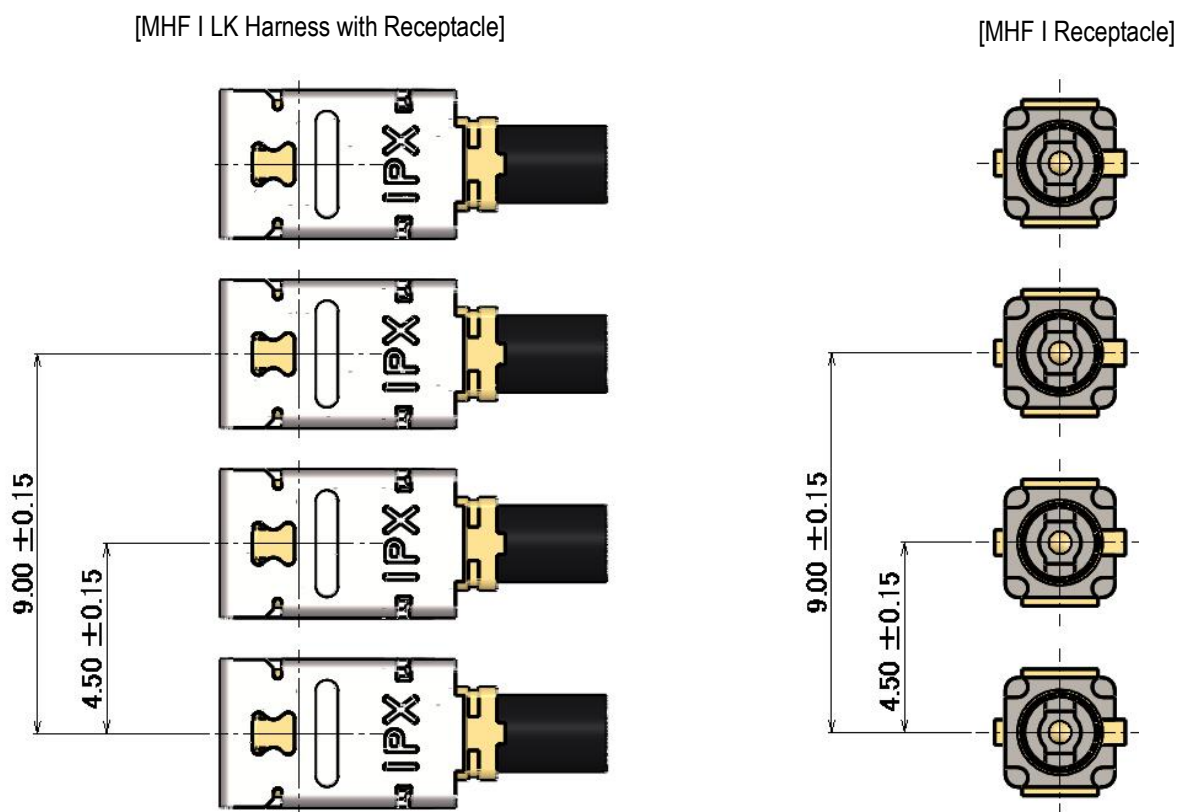 [MHF I LK Harness with Receptacle]
[MHF I Receptacle]
IPX
IPX
IPX
IPX
9.00 ±0.15
4.50 ±0.15
9.00 ±0.15
4.50 ±0.15